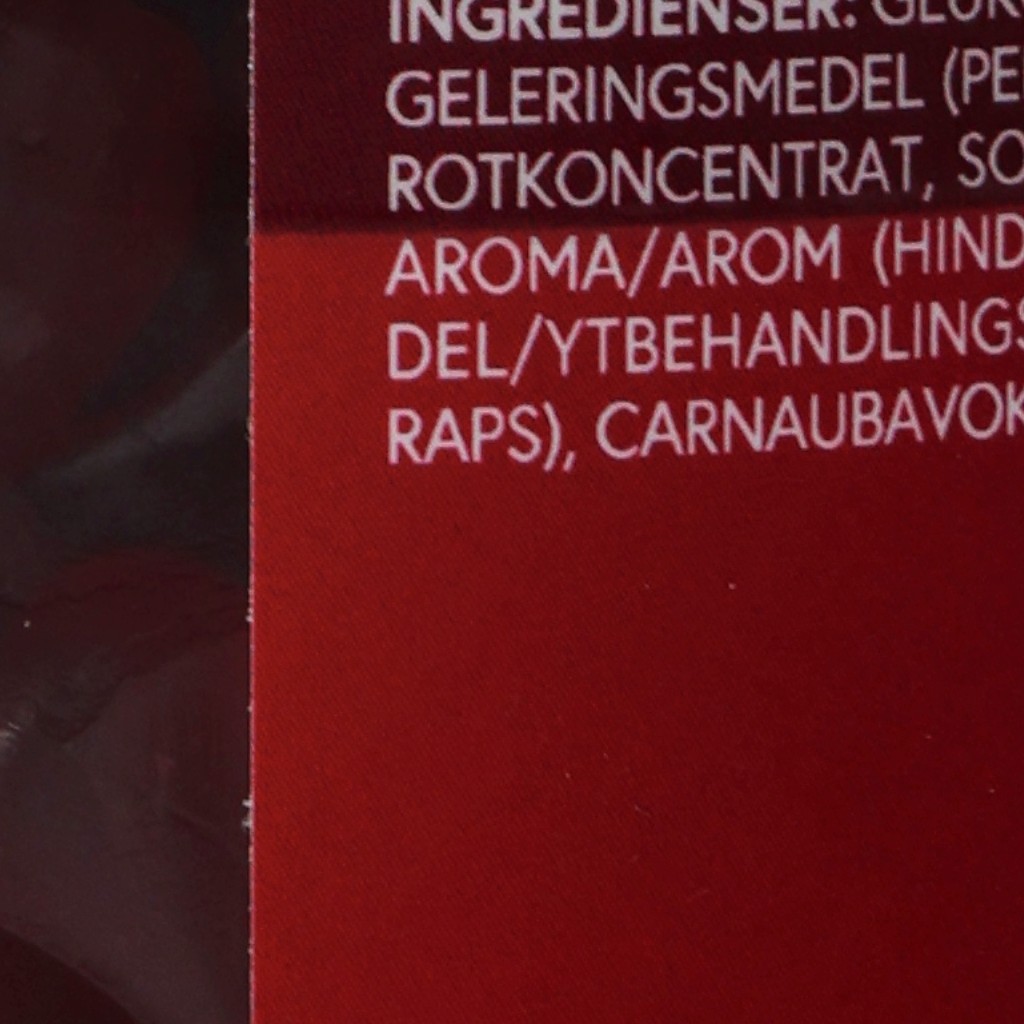 INGREDIENSER:
GELERINGSMEDEL (PE
ROTKONCENTRAT, SO
AROMA/AROM (HIND
DEL/YTBEHANDLINGS
RAPS), CARNAUBAVOK